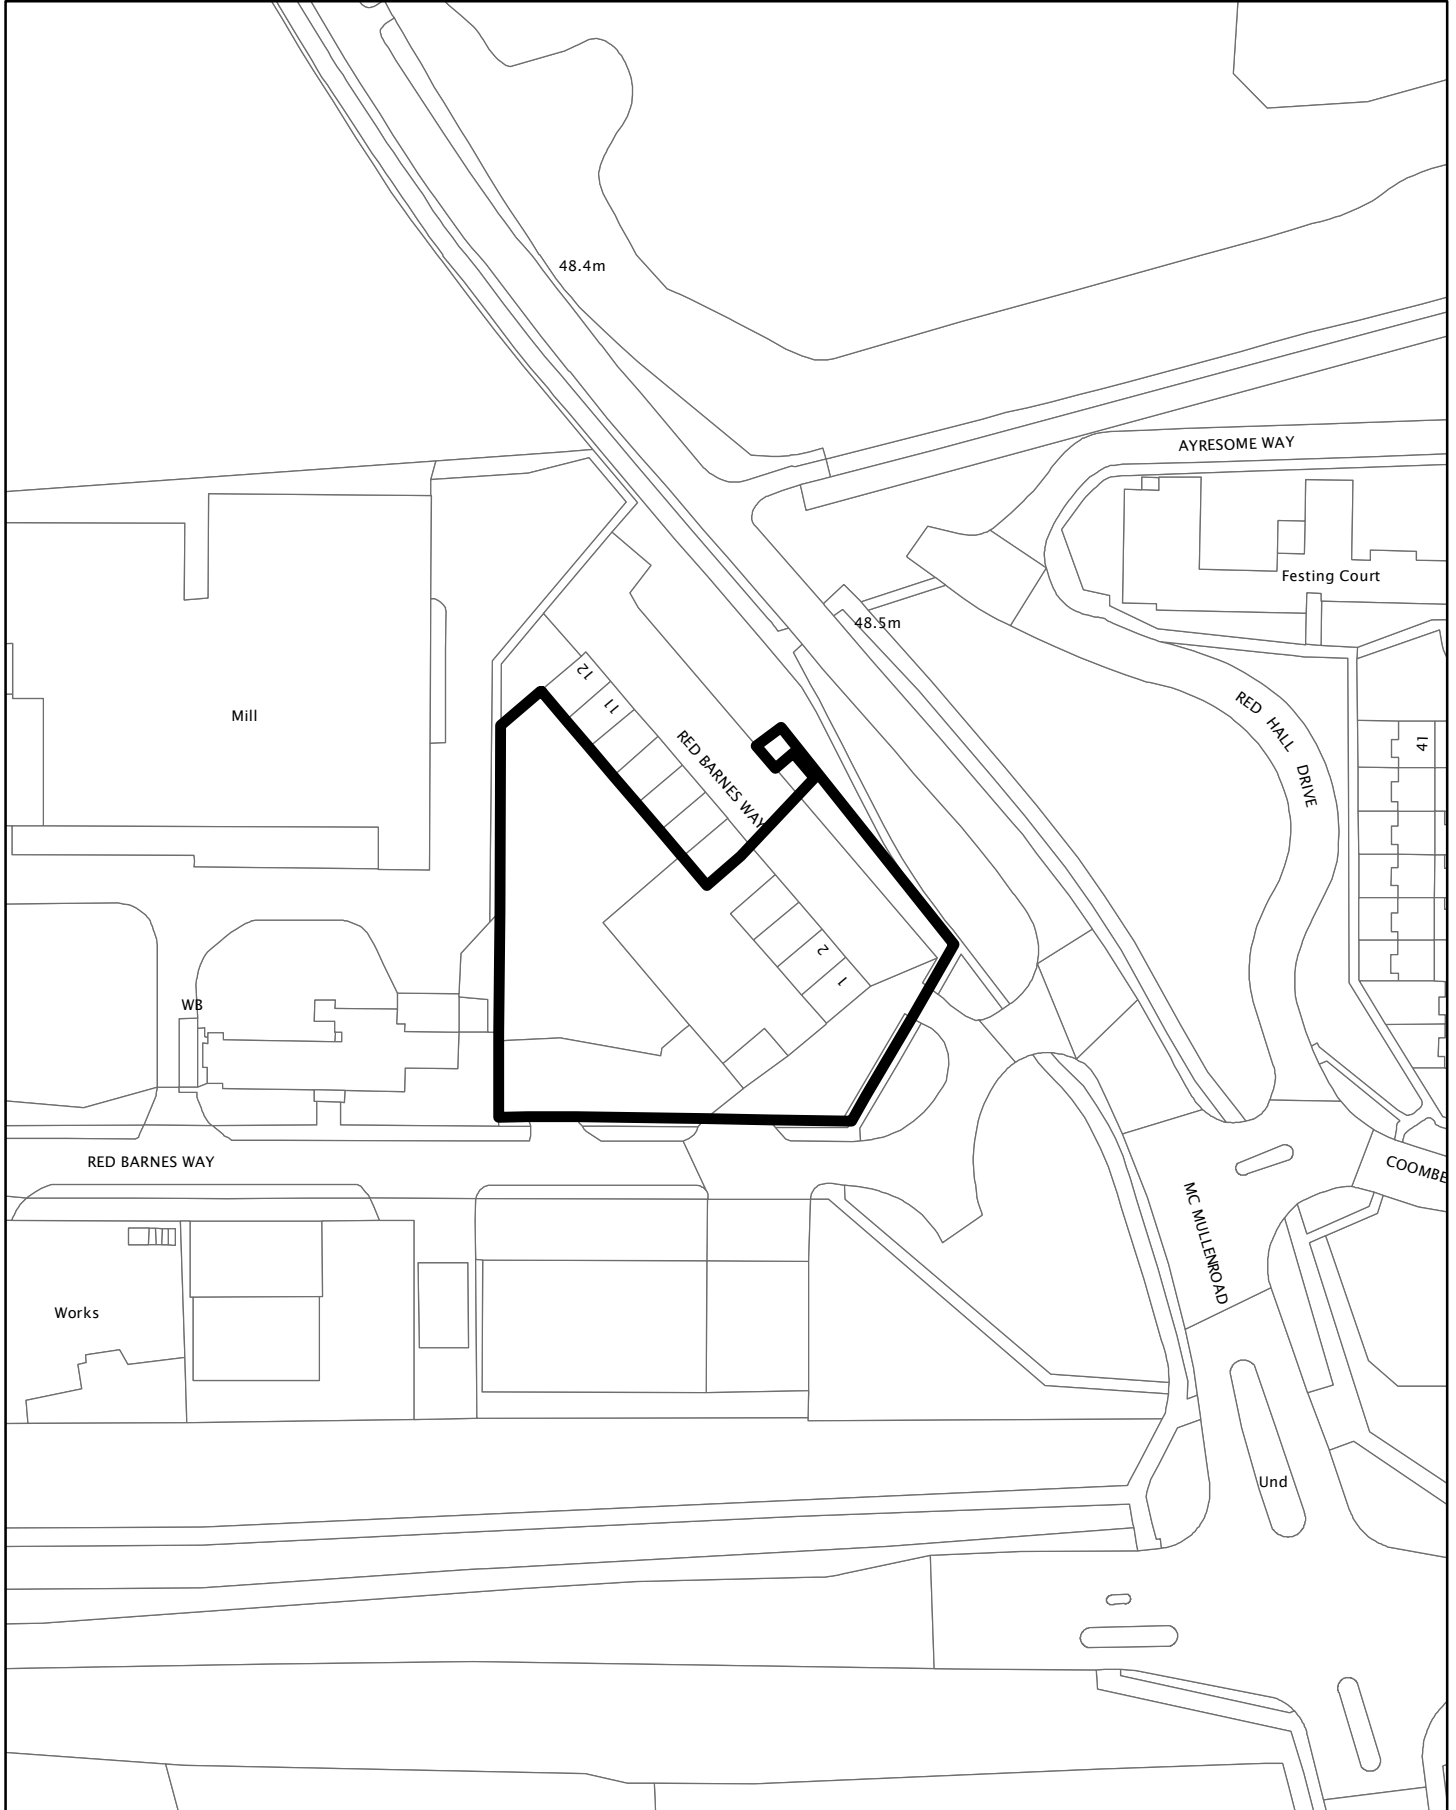 48.4m
AYRESOME WAY
Festing Court
48.5m
12
11
RED HALL DRIVE
Mill
RED BARNES WAY
41
2
1
WB
RED BARNES WAY
COOMBE
MC MULLENROAD
Works
Und